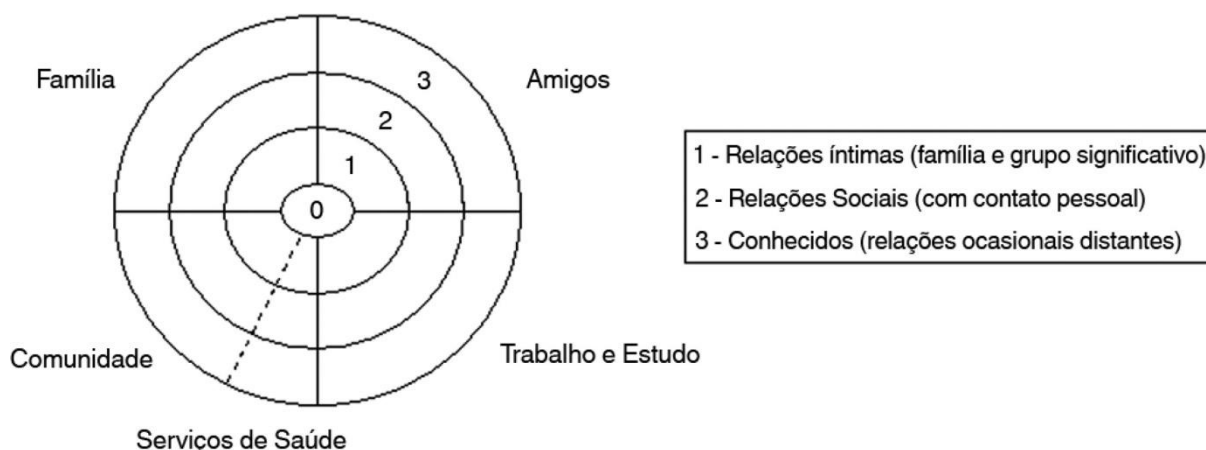 Família
Amigos
3
2
1
0
Comunidade
Trabalho e Estudo
Serviços de Saúde
1 - Relações íntimas (família e grupo significativo)
2 - Relações Sociais (com contato pessoal)
3 - Conhecidos (relações ocasionais distantes)